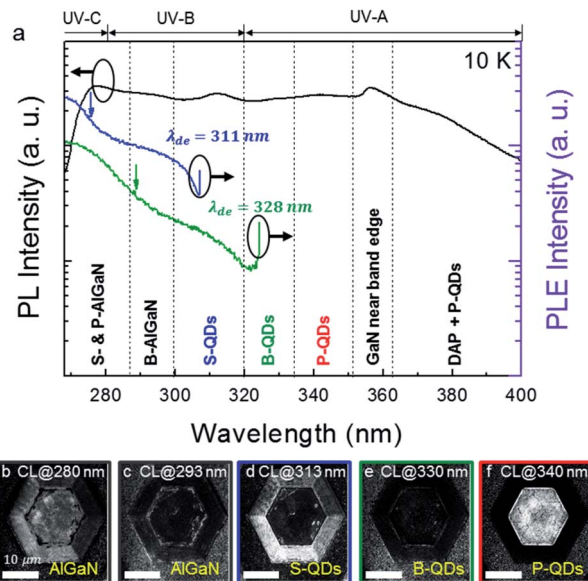 UV-C UV-B UV-A
a
10 K
λde = 311 nm
λde = 328 nm
PL Intensity (a. u.)
PLE Intensity (a. u.)
S- & P-AlGaN
B-AlGaN
S-QDs
B-QDs
P-QDs
GaN near band edge
DAP + P-QDs
280 300 320 340 360 380 400
Wavelength (nm)
b CL@280 nm
10 μm
AlGaN
c CL@293 nm
AlGaN
d CL@313 nm
S-QDs
e CL@330 nm
B-QDs
f CL@340 nm
P-QDs